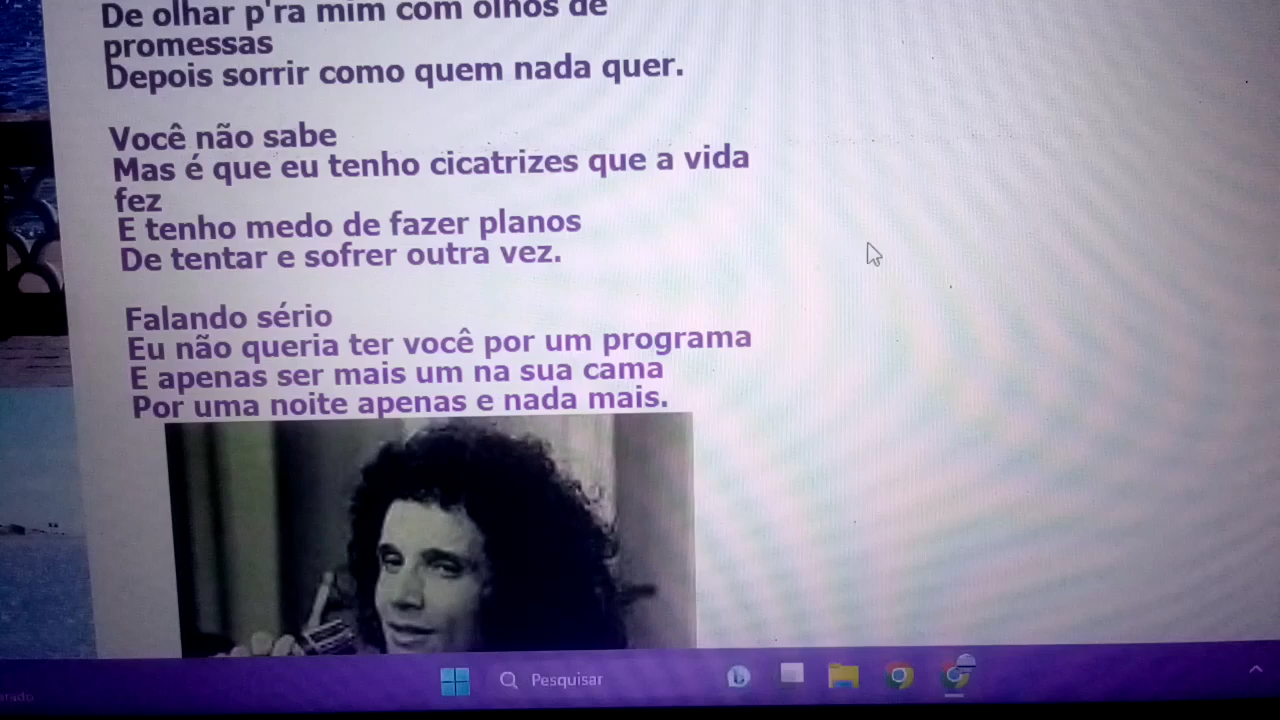 De olhar p'ra mim com olhos de
promessas
Depois sorrir como quem nada quer.
Você não sabe
Mas é que eu tenho cicatrizes que a vida
fez
E tenho medo de fazer planos
De tentar e sofrer outra vez.
Falando sério
Eu não queria ter você por um programa
E apenas ser mais um na sua cama
Por uma noite apenas e nada mais.
Pesquisar